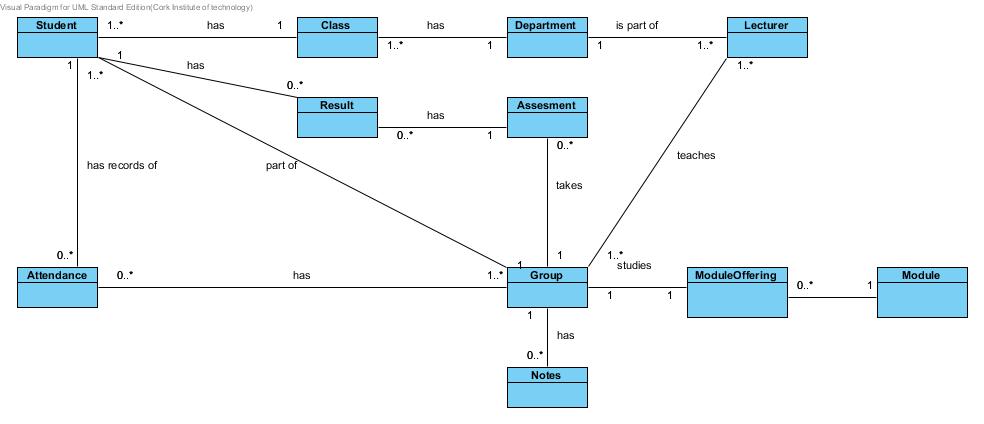 Visual Paradigm for UML Standard Edition(Cork Institute of technology)
Student 1..* has 1 Class has Department is part of Lecturer
1..* 1 1 1..*
1 1..* 1 has 1..*
0..*
Result has Assesment
0..* 1
0..*
has records of part of takes teaches
0..* 1 1 1..*
studies
Attendance 0..* has 1..* Group ModuleOffering 0..* 1 Module
1 1
1 has
0..*
Notes